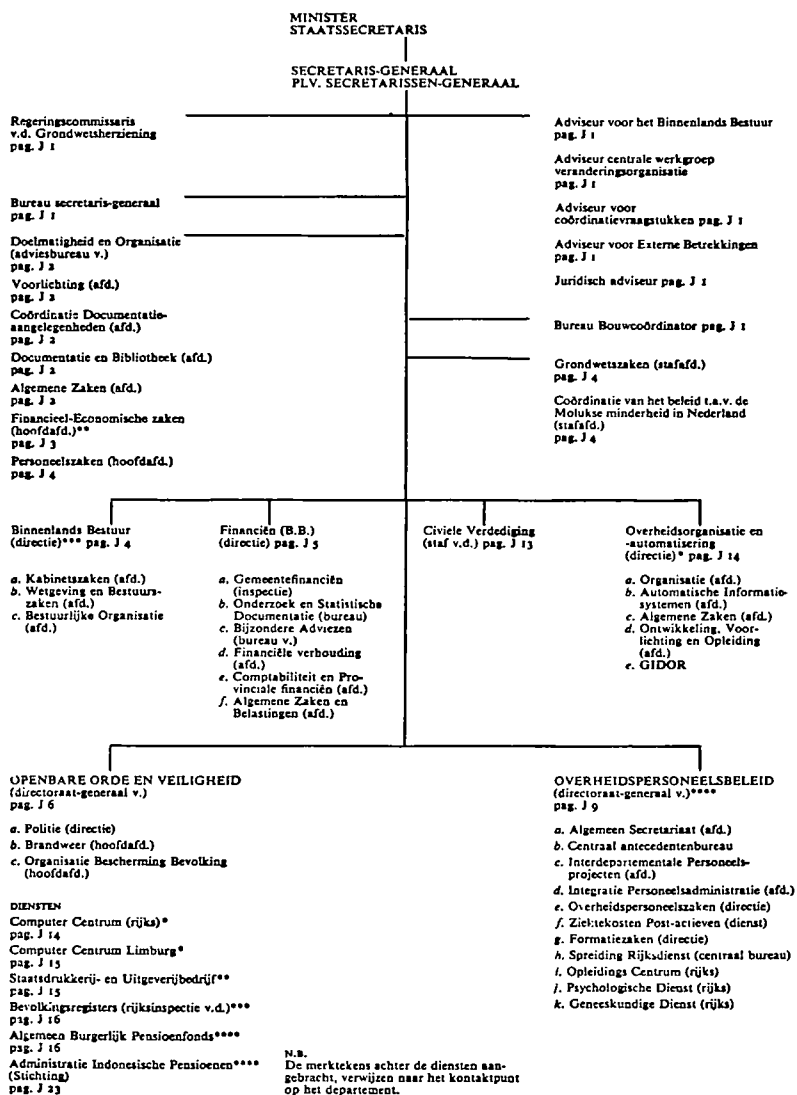 MINISTER
STAATSSECRETARIS
SECRETARIS-GENERAAL
PLV. SECRETARISSEN-GENERAAL
Regeringscommissaris
v.d. Grondwetsherziening
pag. J 1
Bureau secretaris-generaal
pag. J 1
Doelmatigheid en Organisatie
(adviesbureau v.)
pag. J 2
Voorlichting (afd.)
pag. J 2
Coördinatie Documentatie-
aangelegenheden (afd.)
pag. J 2
Documentatie en Bibliotheek (afd.)
pag. J 2
Algemene Zaken (afd.)
pag. J 2
Financieel-Economische zaken
(hoofdafd.)**
pag. J 3
Personeelszaken (hoofdafd.)
pag. J 4
Adviseur voor het Binnenlands Bestuur
pag. J 1
Adviseur centrale werkgroep
veranderingsorganisatie
pag. J 1
Adviseur voor
coördinatievraagstukken pag. J 1
Adviseur voor Externe Betrekkingen
pag. J 1
Juridisch adviseur pag. J 1
Bureau Bouwcoördinator pag. J 1
Grondwetszaken (stafafd.)
pag. J 4
Coördinatie van het beleid t.a.v. de
Molukse minderheid in Nederland
(stafafd.)
pag. J 4
Binnenlands Bestuur
(directie)*** pag. J 4
a. Kabinetszaken (afd.)
b. Wetgeving en Bestuurs-
zaken (afd.)
c. Bestuurlijke Organisatie
(afd.)
Financiën (B.B.)
(directie) pag. J 5
a. Gemeentefinanciën
(inspectie)
b. Onderzoek en Statistische
Documentatie (bureau)
c. Bijzondere Adviezen
(bureau v.)
d. Financiële verhouding
(afd.)
e. Comptabiliteit en Pro-
vinciale financiën (afd.)
f. Algemene Zaken en
Belastingen (afd.)
Civiele Verdediging
(staf v.d.) pag. J 13
Overheidsorganisatie en
-automatisering
(directie)* pag. J 14
a. Organisatie (afd.)
b. Automatische Informatie-
systemen (afd.)
c. Algemene Zaken (afd.)
d. Ontwikkeling, Voor-
lichting en Opleiding
(afd.)
e. GIDOR
OPENBARE ORDE EN VEILIGHEID
(directoraat-generaal v.)
pag. J 6
a. Politie (directie)
b. Brandweer (hoofdafd.)
c. Organisatie Bescherming Bevolking
(hoofdafd.)
DIENSTEN
Computer Centrum (rijks)*
pag. J 14
Computer Centrum Limburg*
pag. J 15
Staatsdrukkerij- en Uitgeverijbedrijf**
pag. J 15
Bevolkingsregisters (rijksinspectie v.d.)***
pag. J 16
Algemeen Burgerlijk Pensioenfonds****
pag. J 16
Administratie Indonesische Pensioenen****
(Stichting)
pag. J 23
N.B.
De merktekens achter de diensten aan-
gebracht, verwijzen naar het kontaktpunt
op het departement.
OVERHEIDSPERSONEELSBELEID
(directoraat-generaal v.)****
pag. J 9
a. Algemeen Secretariaat (afd.)
b. Centraal antecedentenbureau
c. Interdepartementale Personeels-
projecten (afd.)
d. Integratie Personeelsadministratie (afd.)
e. Overheidspersoneelszaken (directie)
f. Ziektekosten Post-actieven (dienst)
g. Formatiezaken (directie)
h. Spreiding Rijksdienst (centraal bureau)
i. Opleidings Centrum (rijks)
j. Psychologische Dienst (rijks)
k. Geneeskundige Dienst (rijks)